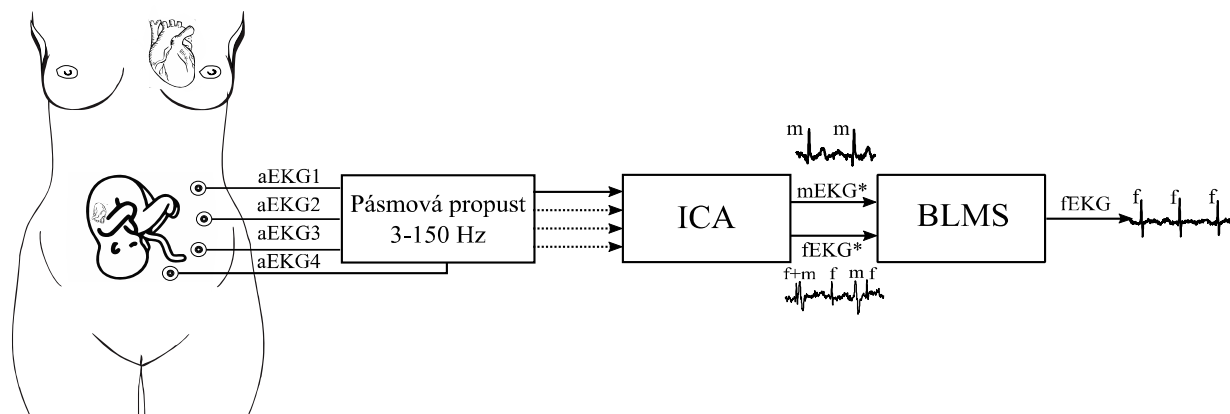 aEKG1
aEKG2
aEKG3
aEKG4
Pásmová propust
3-150 Hz
ICA
m m
mEKG*
fEKG*
f+m f m f
BLMS
fEKG
f f f